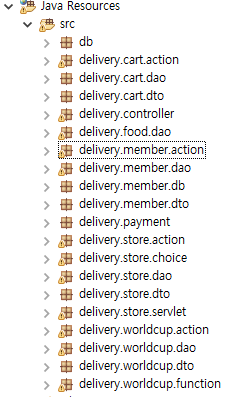 Java Resources
src
db
delivery.cart.action
delivery.cart.dao
delivery.cart.dto
delivery.controller
delivery.food.dao
delivery.member.action
delivery.member.dao
delivery.member.db
delivery.member.dto
delivery.payment
delivery.store.action
delivery.store.choice
delivery.store.dao
delivery.store.dto
delivery.store.servlet
delivery.worldcup.action
delivery.worldcup.dao
delivery.worldcup.dto
delivery.worldcup.function